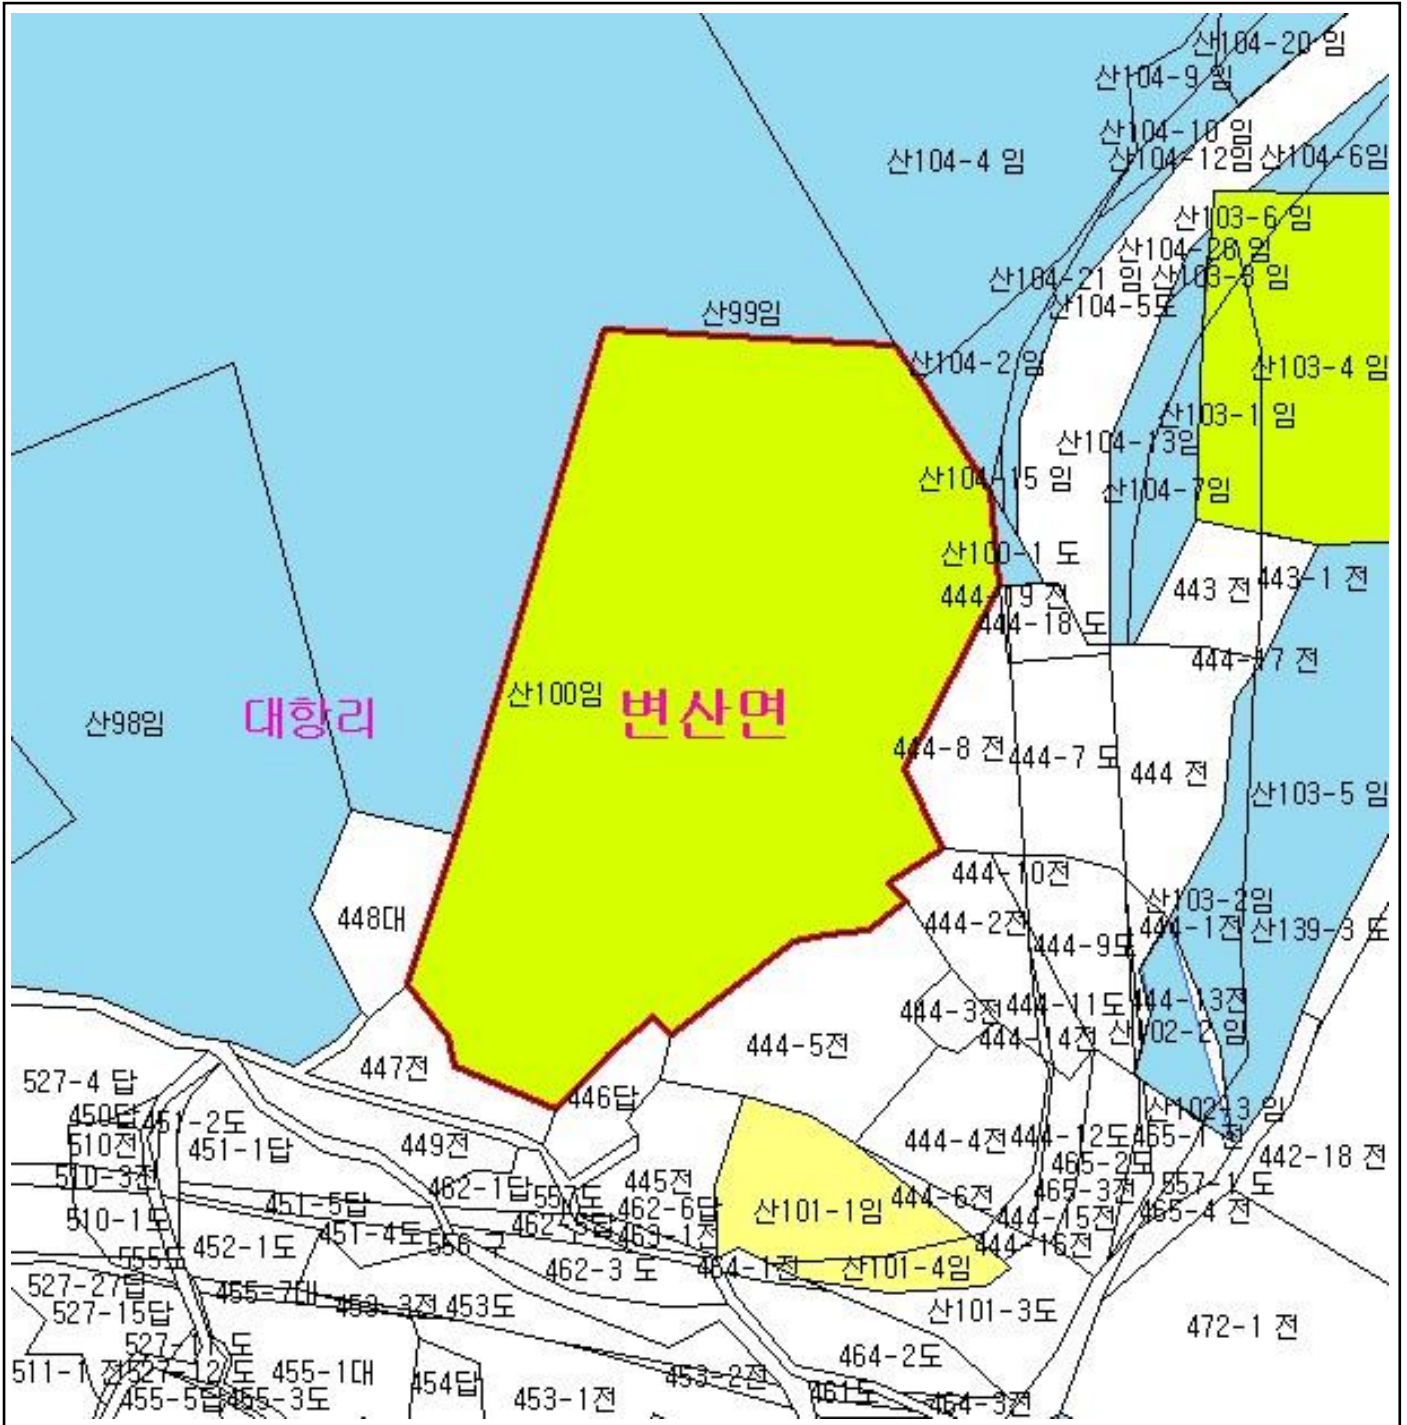 산104-20 임
산104-9 임
산104-10 임
산104-4 임
산104-12임
산104-6임
산103-6 임
산104-21 임
산103-3 임
산104-5도
산99임
산104-2 임
산103-4 임
산103-1 임
산104-13임
산104-15 임
산104-7임
산100-1 도
443 전
443-1 전
444-19 전
444-18 도
444-17 전
산100임
변산면
대항리
산98임
444-8 전
444-7 도
444 전
산103-5 임
444-10전
산103-2임
448대
444-2전
444-9도
444-1전
산139-3 도
444-3전
444-11도
444-13전
444-14전
산102-2 임
444-5전
447전
527-4 답
446답
450답
451-2도
산102-3 임
510전
451-1답
449전
444-4전
444-12도
465-1 전
442-18 전
465-2도
510-3전
462-1답
445전
465-3전
557-1 도
451-5답
550도
462-6답
산101-1임
444-6전
465-4 전
510-1도
444-15전
451-4도
463-1전
452-1도
556 구
444-16전
555도
462-3 도
464-1전
산101-4임
527-27답
455-7대
453-3전
453도
527-15답
산101-3도
472-1 전
464-2도
511-1 전
527-12도
455-1대
454답
453-2전
455-5답
455-3도
453-1전
461도
464-3전